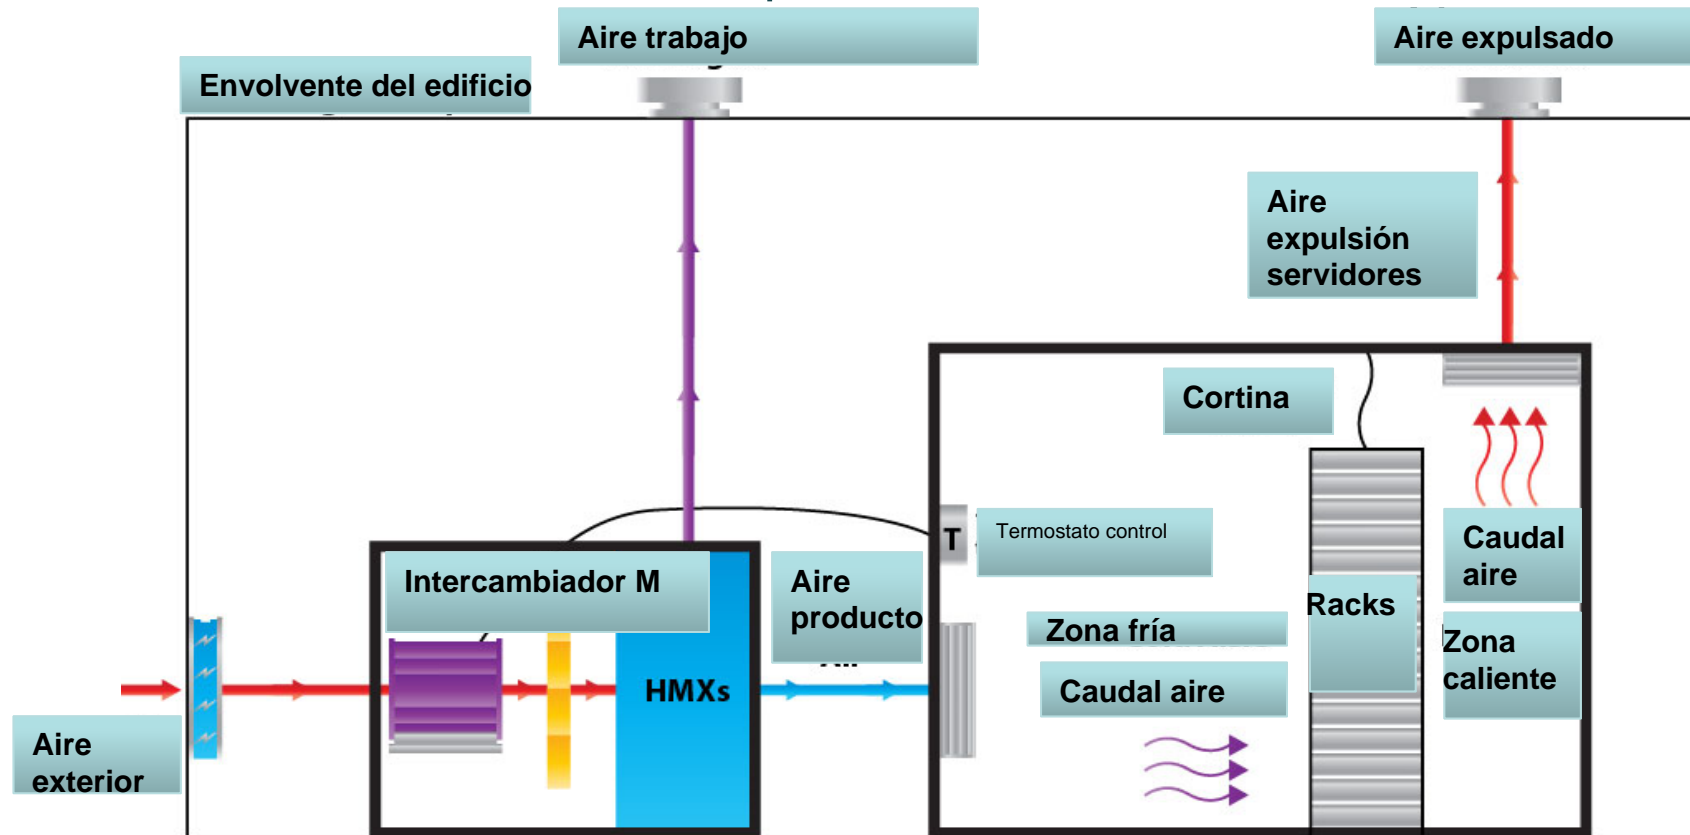 Aire trabajo
Aire expulsado
Envolvente del edificio
Aire
expulsión
servidores
Cortina
T
Termostato control
Intercambiador M
Aire
producto
Caudal
aire
Racks
Zona fría
Zona
caliente
Caudal aire
HMXs
Aire
exterior